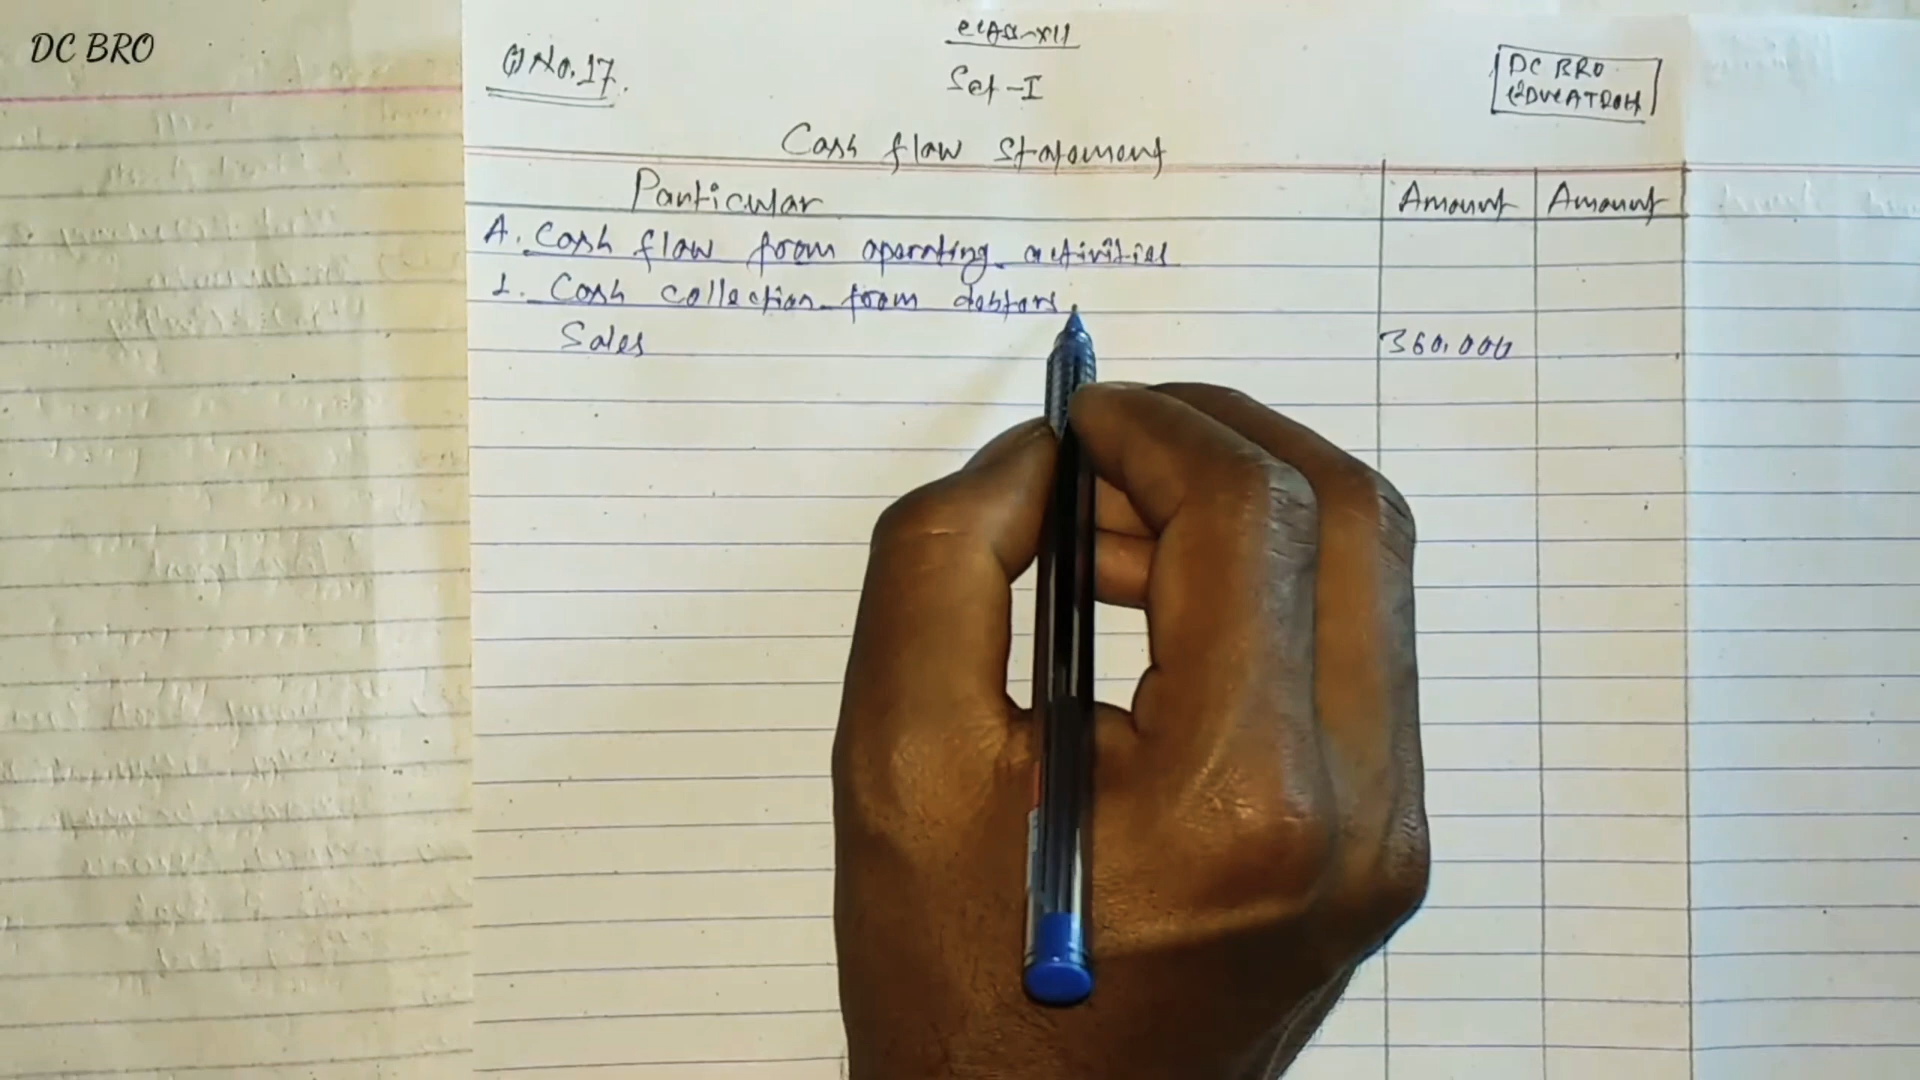 DC BRO
CLASS-XII
Q No. 17.
Set-I
DC BRO
Cash flow statement
Particular Amount Amount
A. Cash flow from operating activities
1. Cash collection from debtors
Sales 360,000